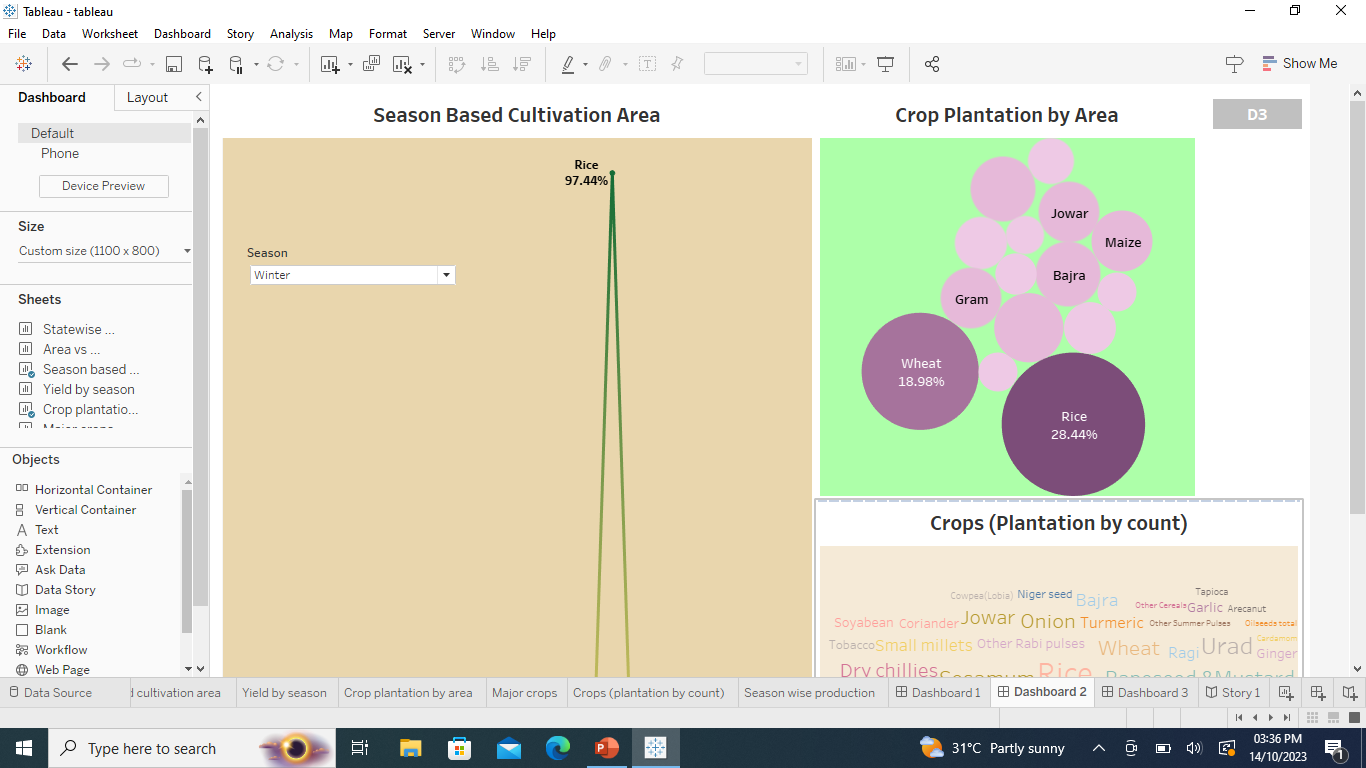 Tableau - tableau
File Data Worksheet Dashboard Story Analysis Map Format Server Window Help
Show Me
Dashboard Layout
Default
Phone
Device Preview
Size
Custom size (1100 x 800)
Sheets
Statewise ...
Area vs ...
Season based ...
Yield by season
Crop plantatio...
Objects
Horizontal Container
Vertical Container
Text
Extension
Ask Data
Data Story
Image
Blank
Workflow
Web Page
Season Based Cultivation Area
Rice
97.44%
Season
Winter
Crop Plantation by Area
D3
Jowar
Maize
Bajra
Gram
Wheat
18.98%
Rice
28.44%
Crops (Plantation by count)
Cowpea(Lobia) Niger seed Bajra Tapioca
Other Cereals Garlic Arecanut
Soyabean Coriander Jowar Onion Turmeric Other Summer Pulses Oilseeds total
Tobacco Small millets Other Rabi pulses Wheat Ragi Urad Cardamom
Ginger
Dry chillies Sesamum Rice Rapeseed &Mustard
Data Source d cultivation area Yield by season Crop plantation by area Major crops Crops (plantation by count) Season wise production Dashboard 1 Dashboard 2 Dashboard 3 Story 1
Type here to search
31°C Partly sunny
03:36 PM
14/10/2023
1